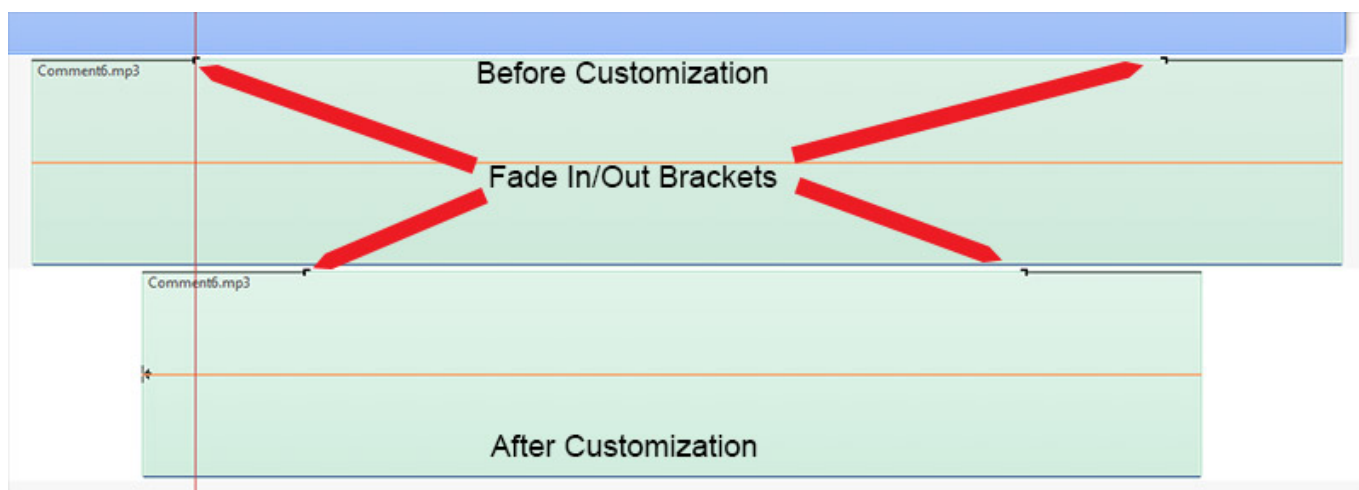 Comment6.mp3
Before Customization
Fade In/Out Brackets
Comment6.mp3
After Customization